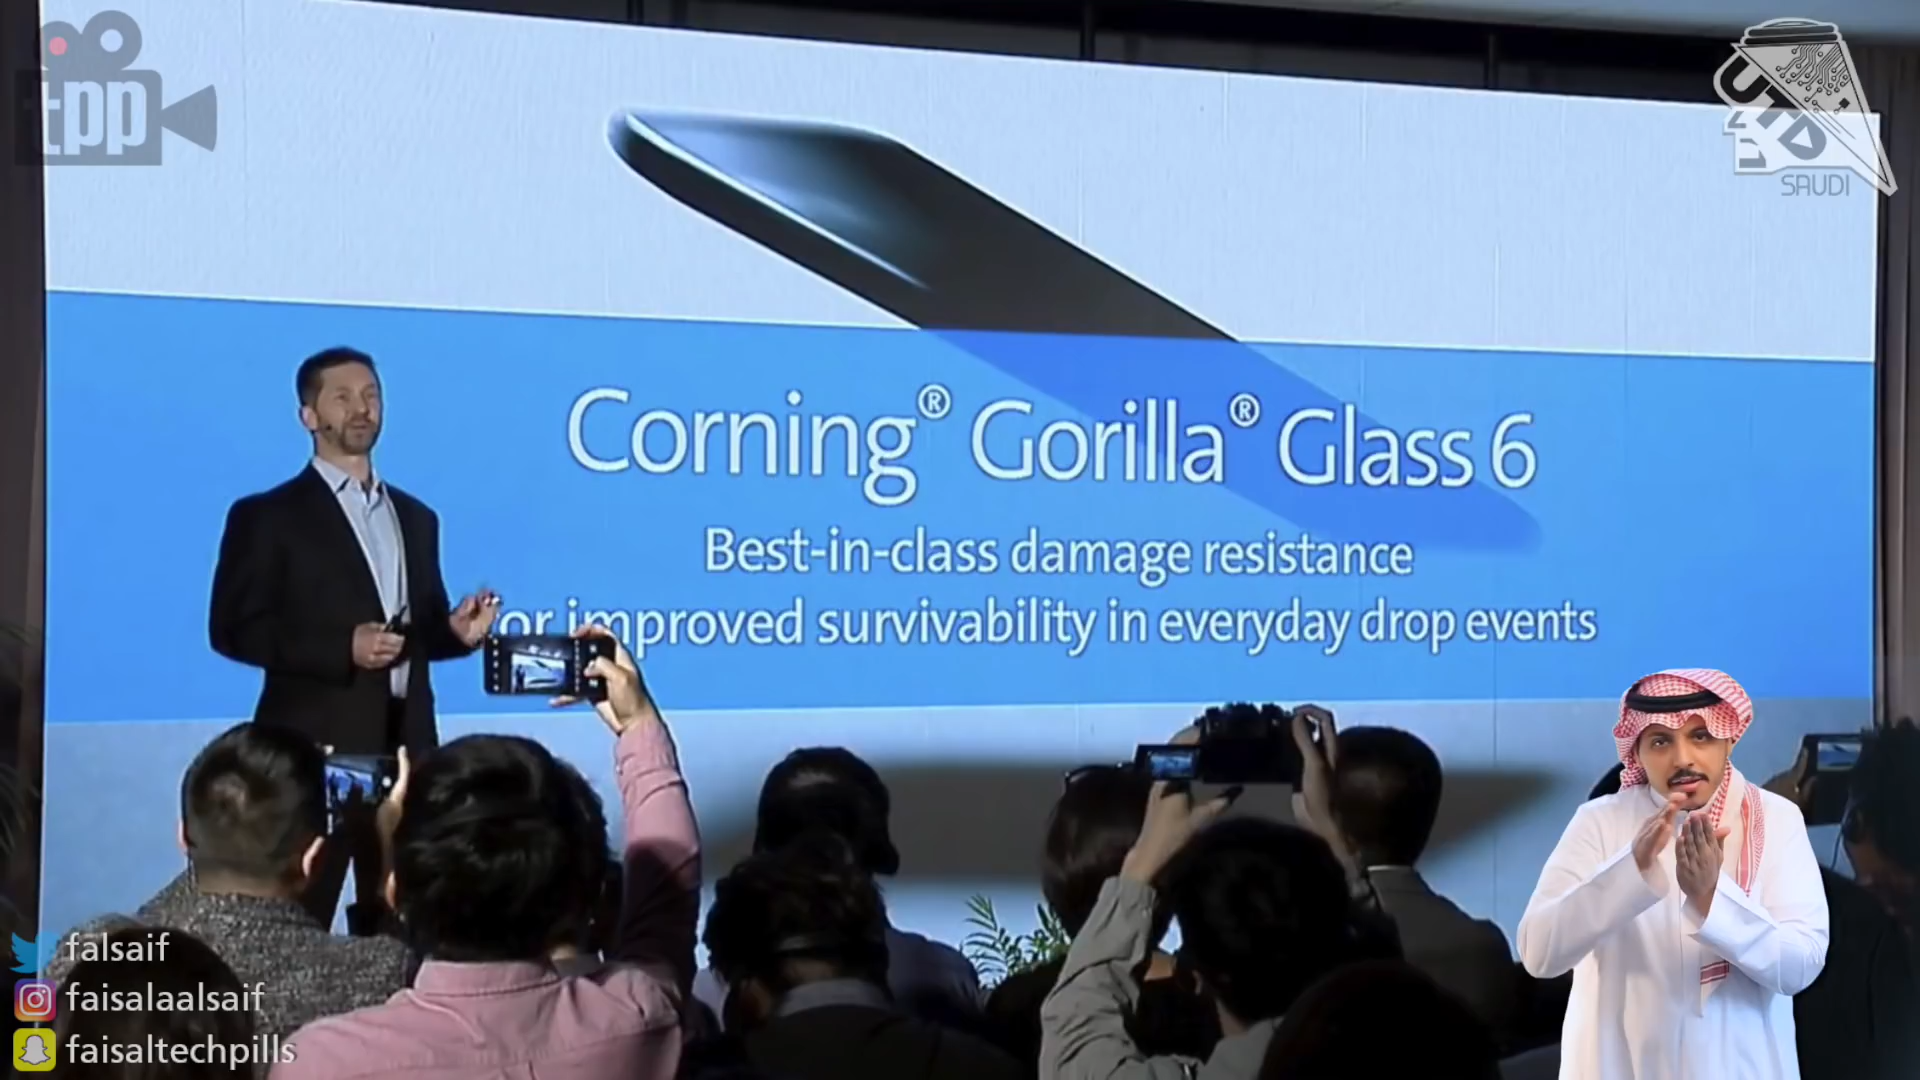 tpp
SAUDI
Corning® Gorilla® Glass 6
Best-in-class damage resistance
or improved survivability in everyday drop events
falsaif
faisalaalsaif
faisaltechpills